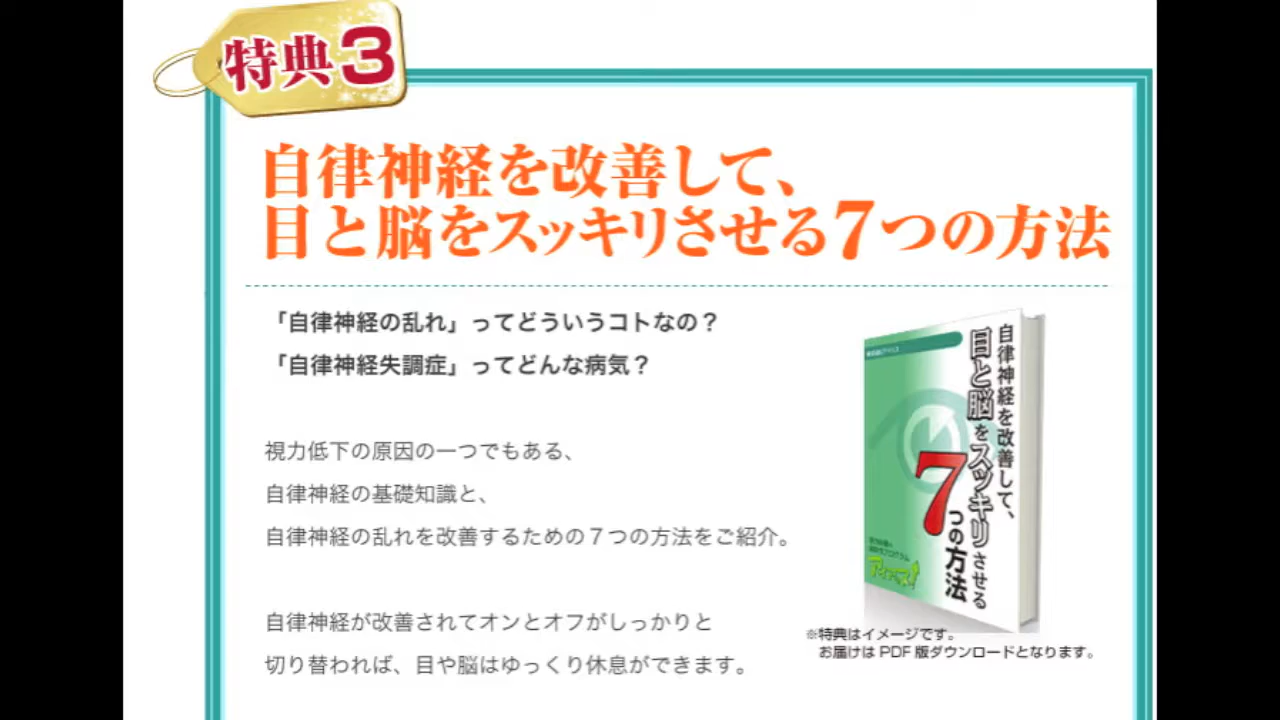 特典3
自律神経を改善して、
目と脳をスッキリさせる7つの方法
「自律神経の乱れ」ってどういうコトなの？
「自律神経失調症」ってどんな病気？
視力低下の原因の一つでもある、
自律神経の基礎知識と、
自律神経の乱れを改善するための７つの方法をご紹介。
自律神経が改善されてオンとオフがしっかりと
切り替われば、目や脳はゆっくり休息ができます。
自律神経を改善して、
目と脳をスッキリさせる
7つの方法
※特典はイメージです。
お届けは PDF 版ダウンロードとなります。